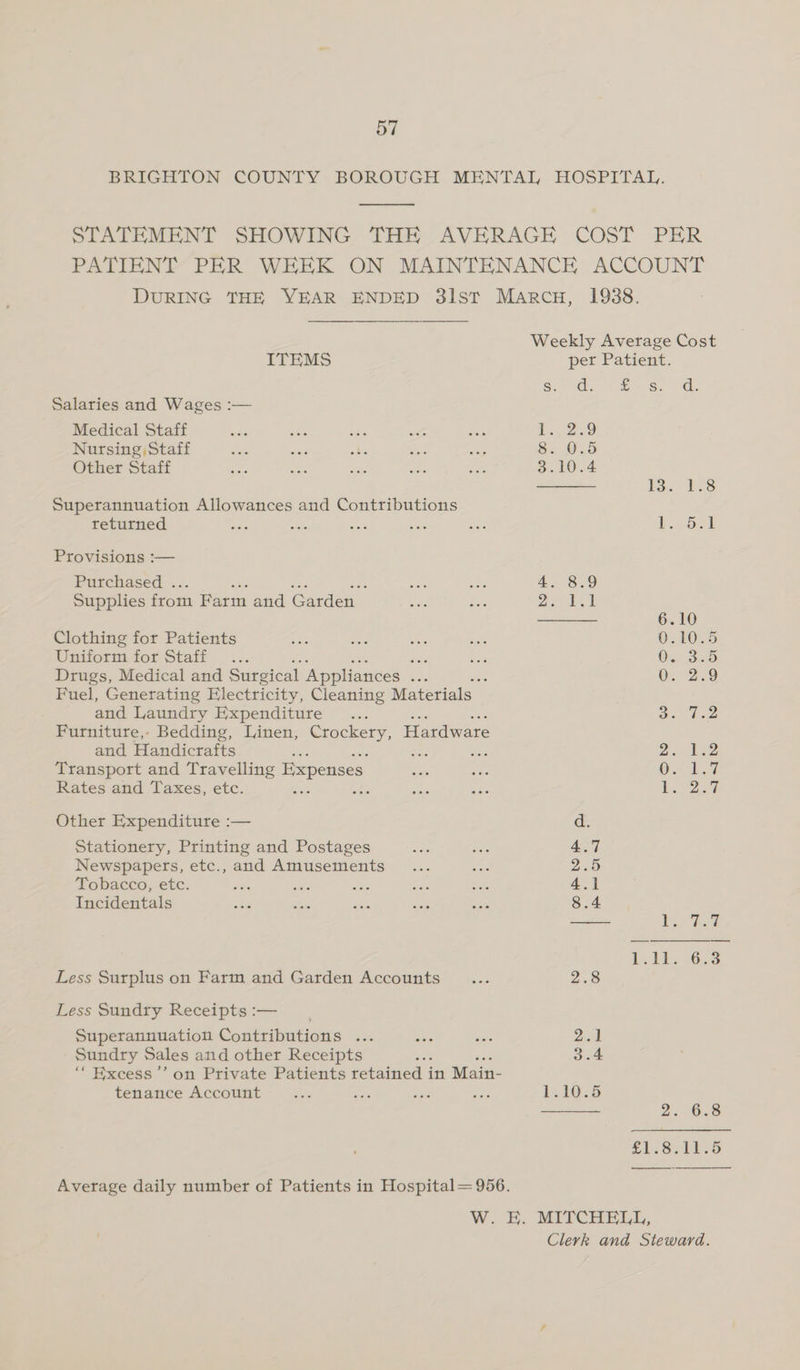 57
BRIGHTON COUNTY BOROUGH MENTAL HOSPITAL.
STATEMENT SHOWING THE AVERAGE COST PER
PATIENT PER WEEK ON MAINTENANCE ACCOUNT
DURING THE YEAR ENDED 31ST MARCH, 1938.
Weekly Average Cost
ITEMS per Patient.
s. d. £ s. d.
Salaries and Wages :—
Medical Staff ... ... ... ... ... 1. 2.9
Nursing Staff ... ... ... ... ... 8. 0.5
Other Staff ... ... ... ... ... 3.10.4
13. 1.8
Superannuation Allowances and Contributions
returned ... ... ... ... ... 1. 5.1
Provisions :—
Purchased ... ... ... ... ... ... 4. 8.9
Supplies from Farm and Garden ... ... 2. 1.1
6.10
Clothing for Patients ... ... ... ... 0.10.5
Uniform for Staff ... ... ... ... ... 0. 3.5
Drugs, Medical and Surgical Appliances ... ... 0. 2.9
Fuel, Generating Electricity, Cleaning Materials
and Laundry Expenditure ... ... ... 3. 7.2
Furniture, Bedding, Linen, Crockery, Hardware
and Handicrafts ... ... ... ... 2. 1.2
Transport and Travelling Expenses ... ... 0. 1.7
Rates and Taxes, etc. ... ... ... ... 1. 2.7
Other Expenditure :— d.
Stationery, Printing and Postages ... ... 4.7
Newspapers, etc., and Amusements ... ... 2.5
Tobacco, etc. ... ... ... ... ... 4.1
Incidentals ... ... ... ... ... 8.4
1. 7.7
1.11. 6.3
Less Surplus on Farm and Garden Accounts ... 2.8
Less Sundry Receipts :—
Superannuation Contributions ... ... ... 2.1
Sundry Sales and other Receipts ... ... 3.4
“ Excess ” on Private Patients retained in Main-
tenance Account ... ... ... ... 1.10.5
2. 6.8
£1.8.11.5
Average daily number of Patients in Hospital=956.
W. E. MITCHELL,
Clerk and Steward.